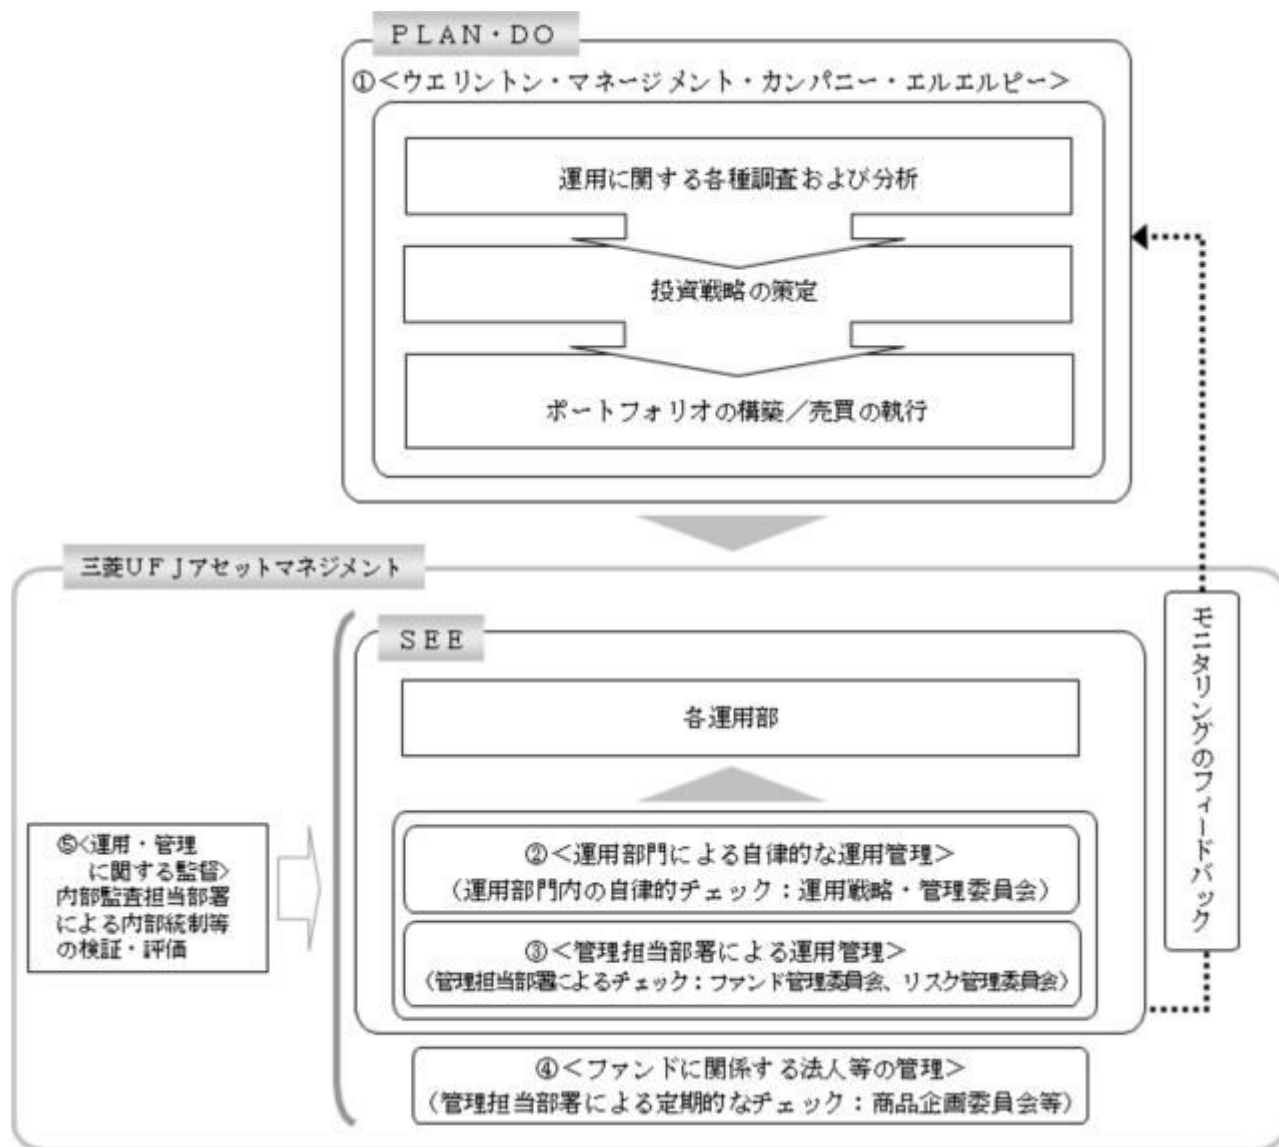 PLAN・DO
①＜ウエリントン・マネージメント・カンパニー・エルエルピー＞
運用に関する各種調査および分析
投資戦略の策定
ポートフォリオの構築／売買の執行
三菱UFJアセットマネジメント
SEE
各運用部
②＜運用部門による自律的な運用管理＞
（運用部門内の自律的チェック：運用戦略・管理委員会）
③＜管理担当部署による運用管理＞
（管理担当部署によるチェック：ファンド管理委員会、リスク管理委員会）
④＜ファンドに関係する法人等の管理＞
（管理担当部署による定期的なチェック：商品企画委員会等）
⑤＜運用・管理
に関する監督＞
内部監査担当部署
による内部統制等
の検証・評価
モニタリングのフィードバック